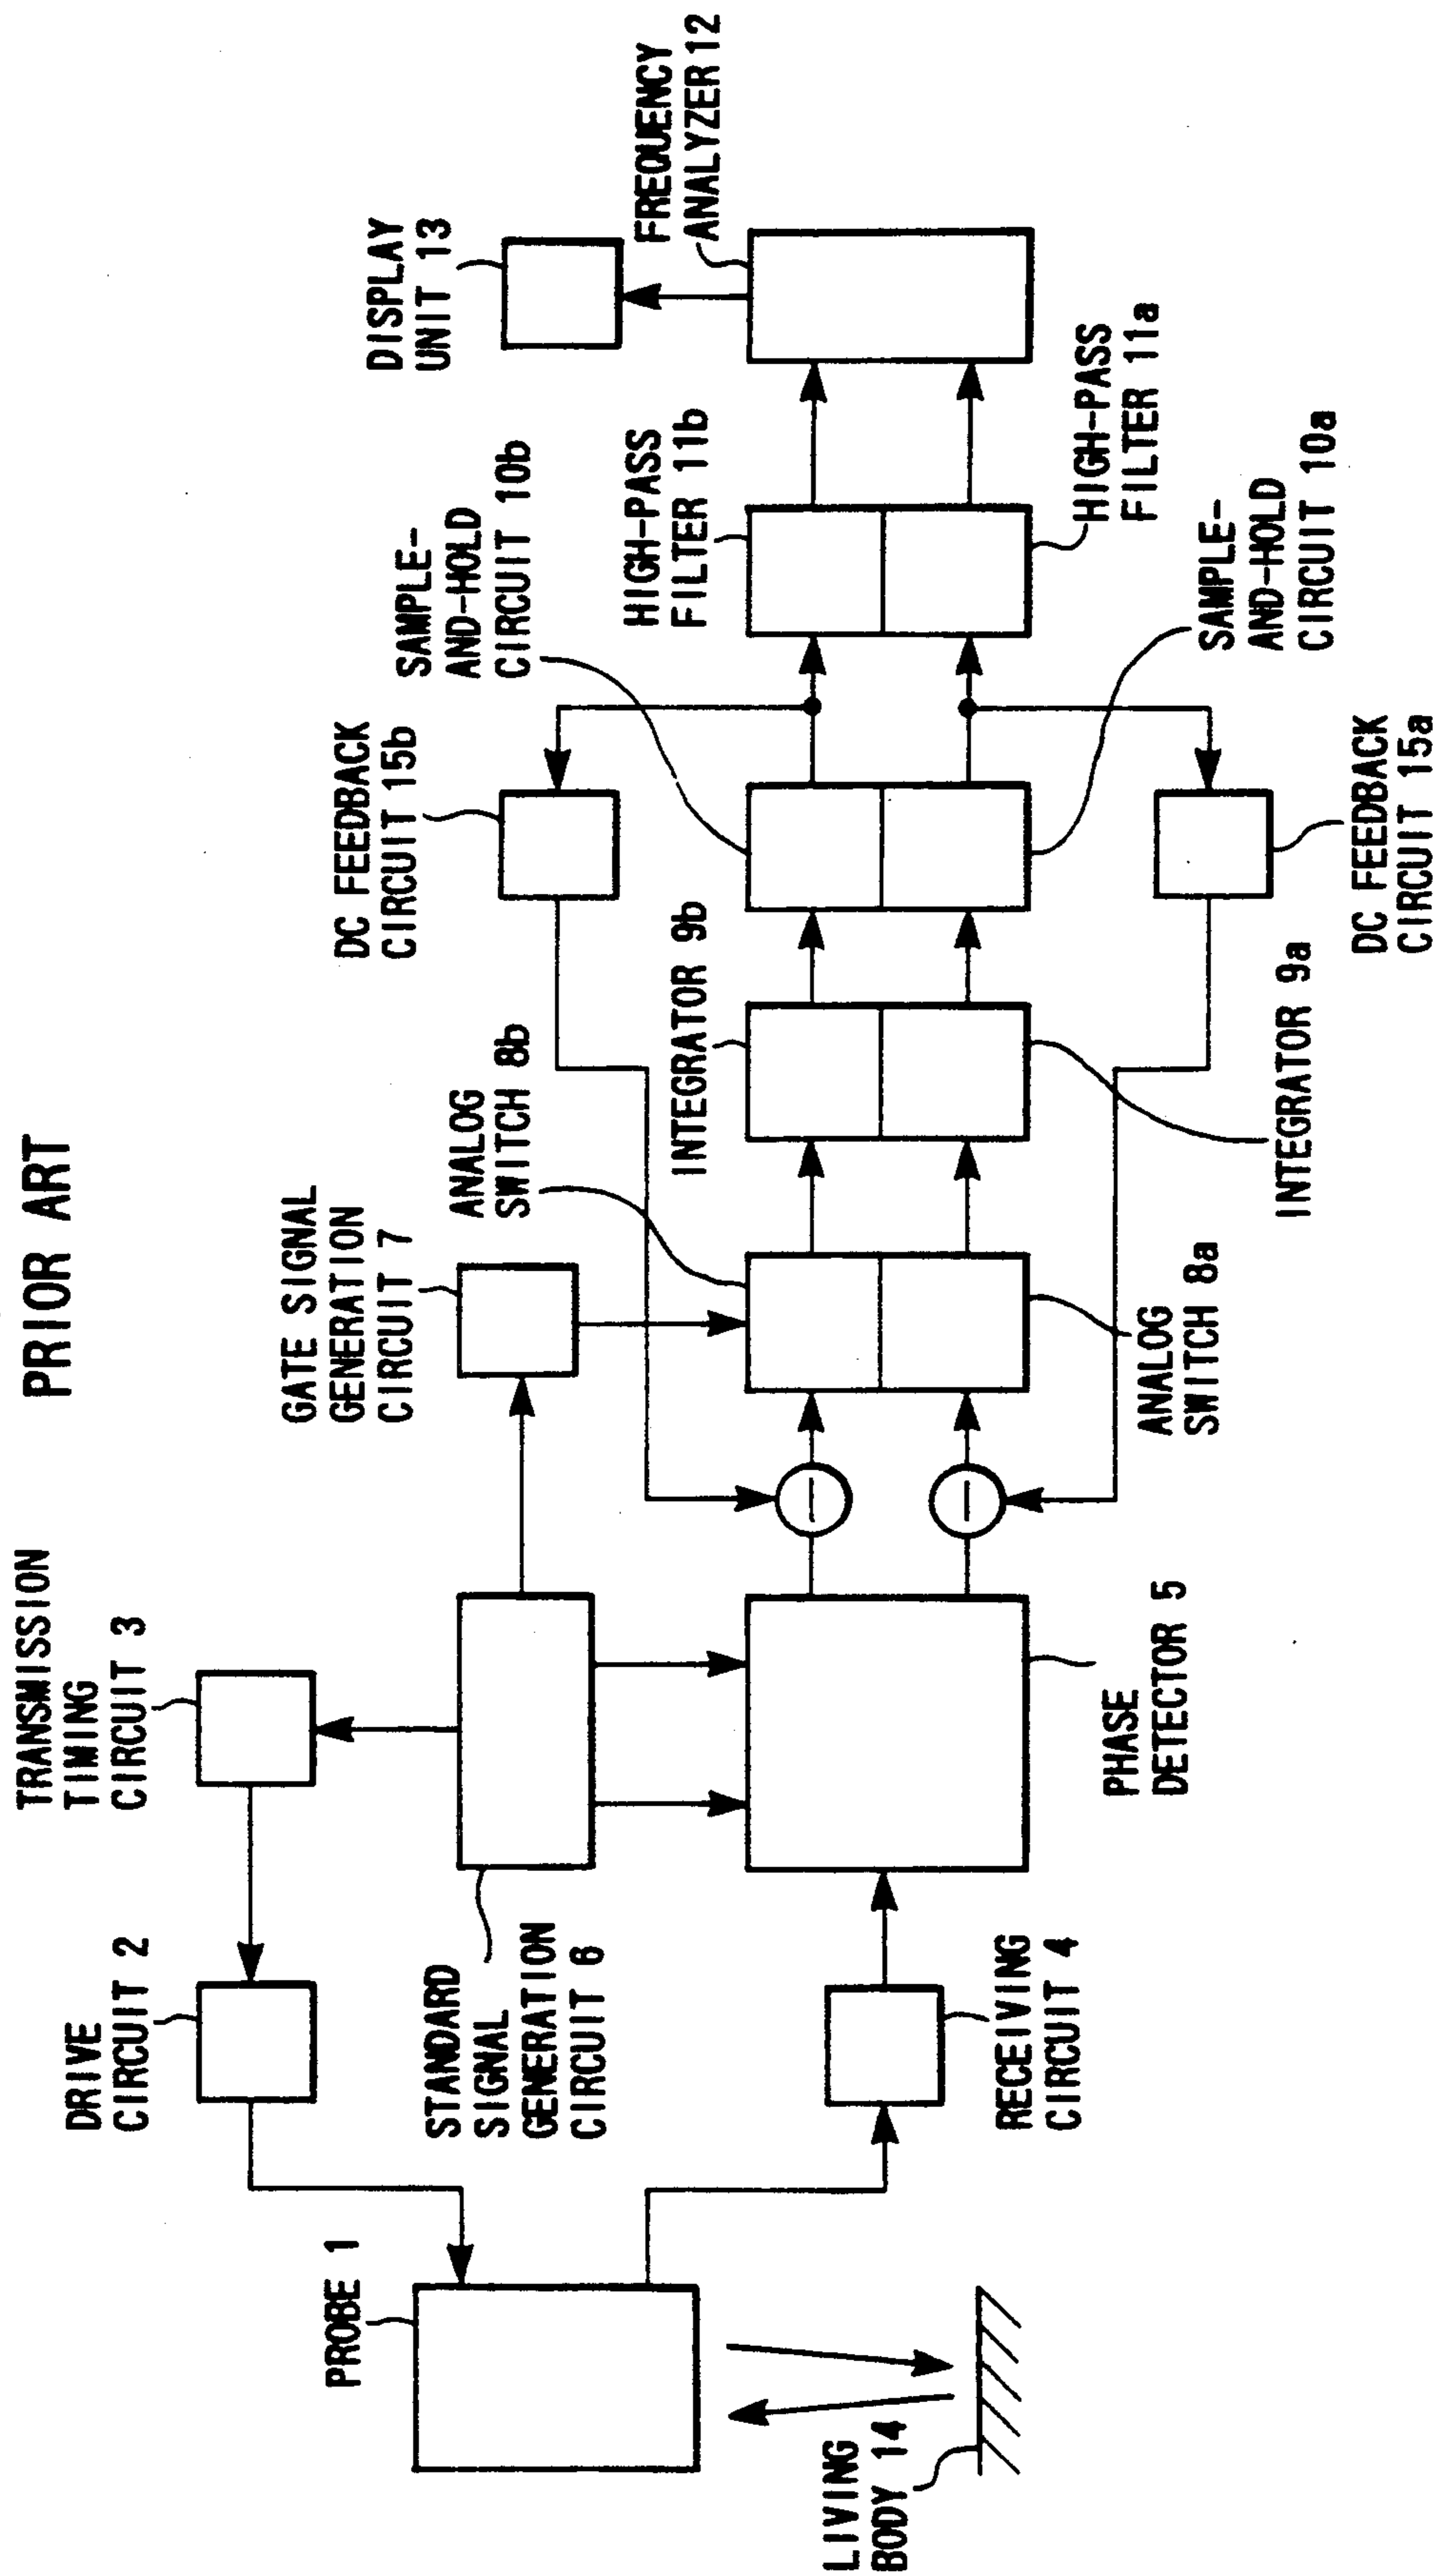 PRIOR ART
TRANSMISSION
TIMING
CIRCUIT 3
DRIVE
CIRCUIT 2
GATE SIGNAL
GENERATION
CIRCUIT 7
DC FEEDBACK
CIRCUIT 15b
DISPLAY
UNIT 13
PROBE 1
STANDARD
SIGNAL
GENERATION
CIRCUIT 6
ANALOG
SWITCH 8b
SAMPLE-
AND-HOLD
CIRCUIT 10b
INTEGRATOR 9b
HIGH-PASS
FILTER 11b
FREQUENCY
ANALYZER 12
LIVING
BODY 14
RECEIVING
CIRCUIT 4
PHASE
DETECTOR 5
ANALOG
SWITCH 8a
INTEGRATOR 9a
HIGH-PASS
FILTER 11a
SAMPLE-
AND-HOLD
CIRCUIT 10a
DC FEEDBACK
CIRCUIT 15a